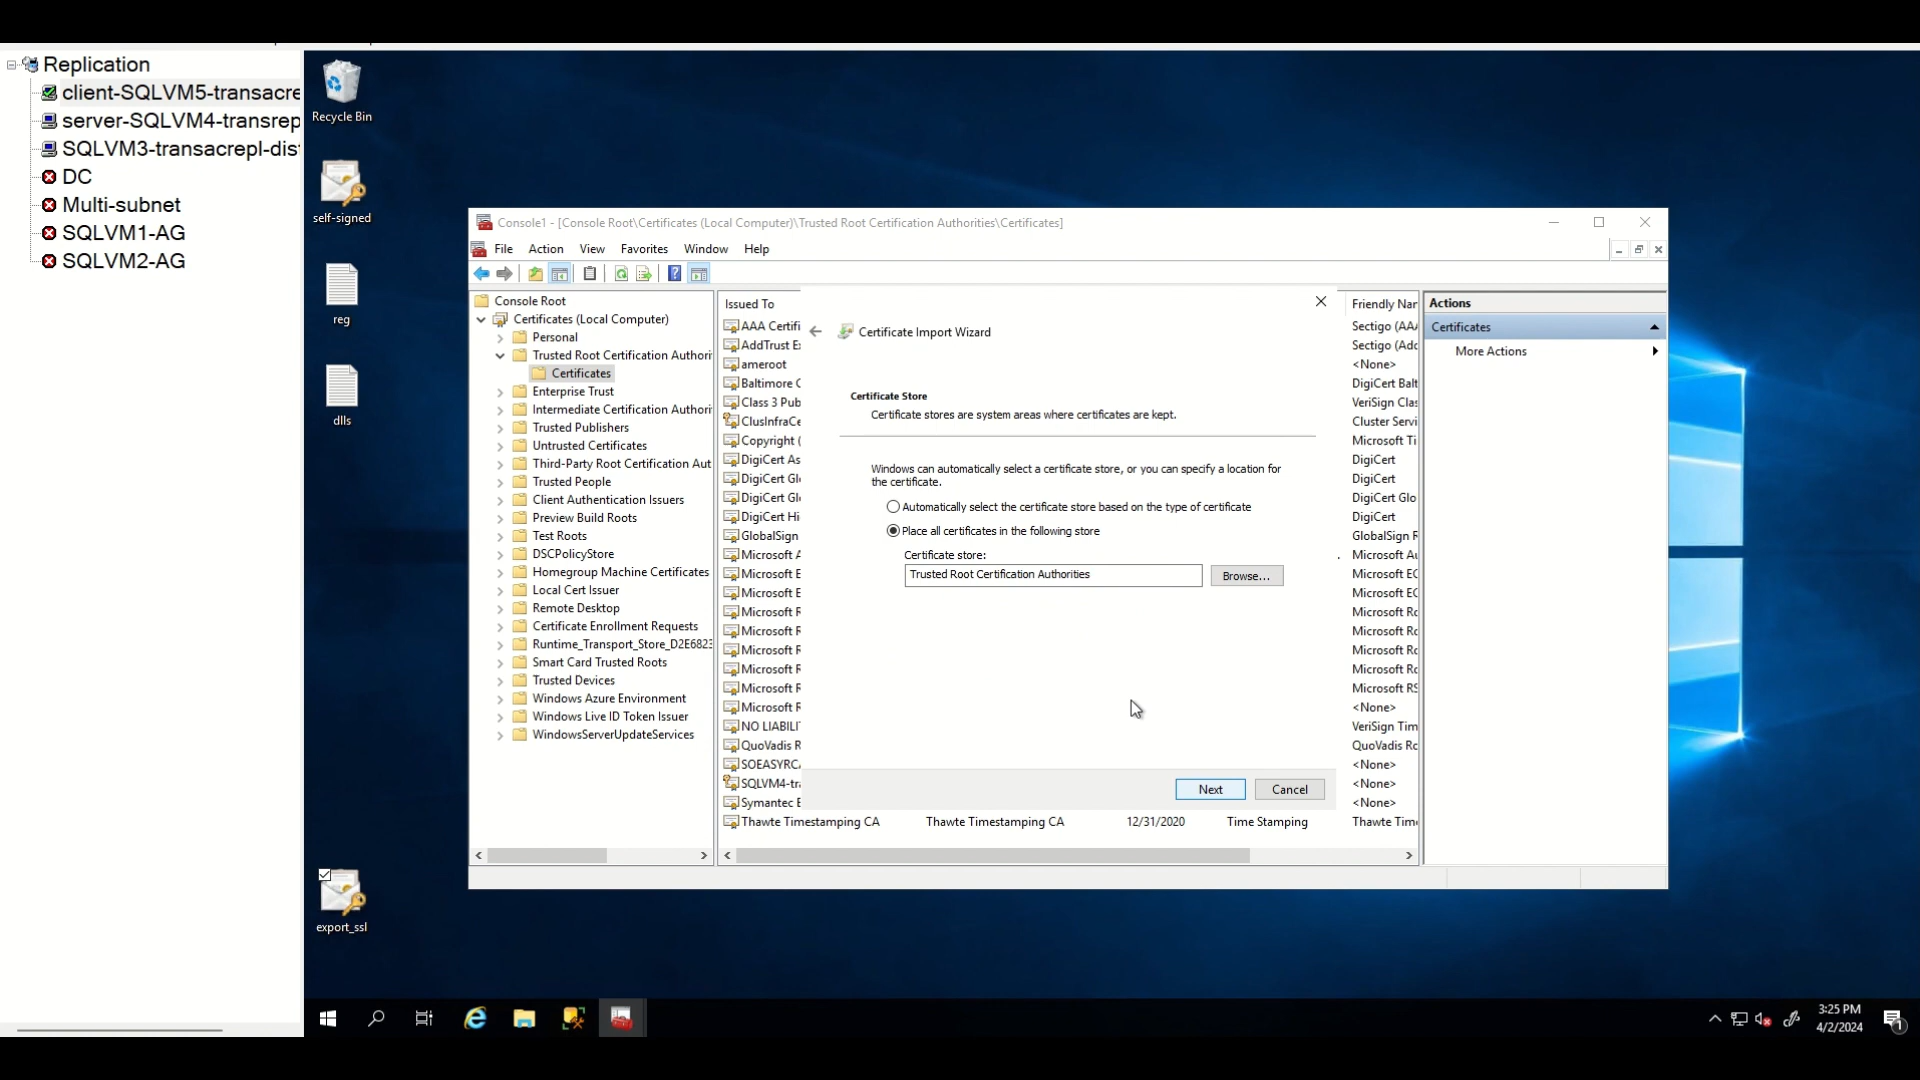 Replication
client-SQLVM5-transacre
server-SQLVM4-transrep
SQLVM3-transacrepl-dis
DC
Multi-subnet
SQLVM1-AG
SQLVM2-AG
Recycle Bin
self-signed
reg
dlls
export_ssl
Console1 - [Console Root\Certificates (Local Computer)\Trusted Root Certification Authorities\Certificates]
File Action View Favorites Window Help
Console Root
Certificates (Local Computer)
Personal
Trusted Root Certification Authori
Certificates
Enterprise Trust
Intermediate Certification Authori
Trusted Publishers
Untrusted Certificates
Third-Party Root Certification Aut
Trusted People
Client Authentication Issuers
Preview Build Roots
Test Roots
DSCPolicyStore
Homegroup Machine Certificates
Local Cert Issuer
Remote Desktop
Certificate Enrollment Requests
Runtime_Transport_Store_D2E6823
Smart Card Trusted Roots
Trusted Devices
Windows Azure Environment
Windows Live ID Token Issuer
WindowsServerUpdateServices
Issued To
AAA Certifi
AddTrust Ex
ameroot
Baltimore C
Class 3 Pub
ClusInfraCe
Copyright (
DigiCert As
DigiCert Gl
DigiCert Gl
DigiCert Hi
GlobalSign
Microsoft A
Microsoft E
Microsoft E
Microsoft R
Microsoft R
Microsoft R
Microsoft R
Microsoft R
Microsoft R
NO LIABILI
QuoVadis R
SOEASYRC
SQLVM4-tr
Symantec E
Thawte Timestamping CA Thawte Timestamping CA 12/31/2020 Time Stamping Thawte Tim
Certificate Import Wizard
Certificate Store
Certificate stores are system areas where certificates are kept.
Windows can automatically select a certificate store, or you can specify a location for
the certificate.
Automatically select the certificate store based on the type of certificate
Place all certificates in the following store
Certificate store:
Trusted Root Certification Authorities
Browse...
Next Cancel
Friendly Nar
Sectigo (AA
Sectigo (Adc
<None>
DigiCert Balt
VeriSign Clas
Cluster Servi
Microsoft Ti
DigiCert
DigiCert
DigiCert Glo
DigiCert
GlobalSign R
Microsoft Au
Microsoft EC
Microsoft EC
Microsoft Ro
Microsoft Ro
Microsoft Ro
Microsoft Ro
Microsoft RS
<None>
VeriSign Tim
QuoVadis Ro
<None>
<None>
<None>
Actions
Certificates
More Actions
3:25 PM
4/2/2024
1